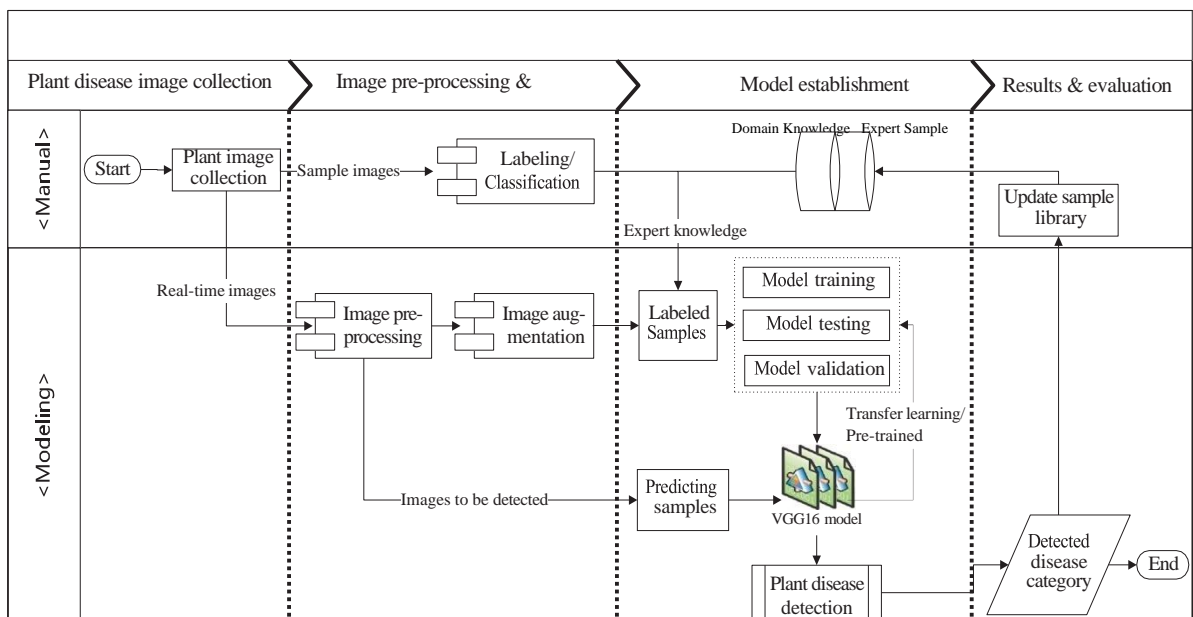 Plant disease image collection
Image pre-processing &
Model establishment
Results & evaluation
<Manual>
Start
Plant image
collection
Sample images
Labeling/
Classification
Domain Knowledge
Expert Sample
Update sample
library
Expert knowledge
<Modeling>
Real-time images
Image pre-
processing
Image aug-
mentation
Labeled
Samples
Model training
Model testing
Model validation
Transfer learning/
Pre-trained
Images to be detected
Predicting
samples
VGG16 model
Plant disease
detection
Detected
disease
category
End